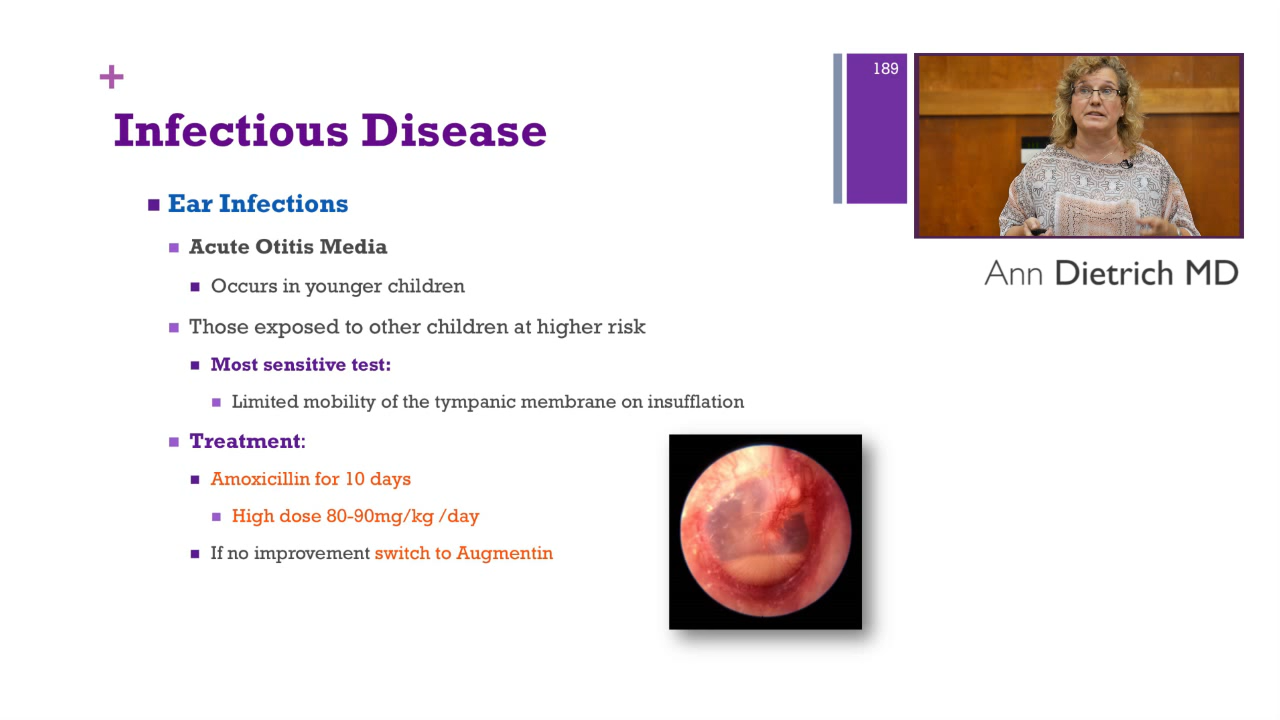 189
Infectious Disease
Ear Infections
Acute Otitis Media
Occurs in younger children
Those exposed to other children at higher risk
Most sensitive test:
Limited mobility of the tympanic membrane on insufflation
Treatment:
Amoxicillin for 10 days
High dose 80-90mg/kg /day
If no improvement switch to Augmentin
Ann Dietrich MD